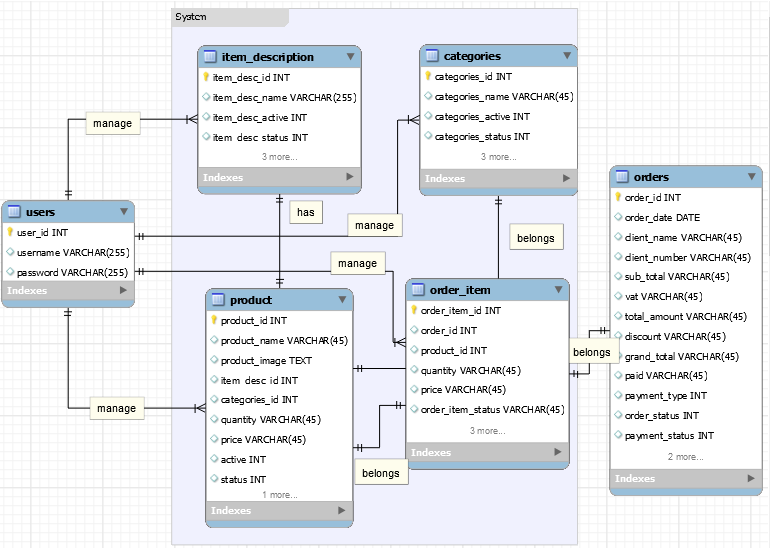 System
item_description
item_desc_id INT
item_desc_name VARCHAR(255)
item_desc_active INT
item_desc_status INT
3 more...
Indexes
categories
categories_id INT
categories_name VARCHAR(45)
categories_active INT
categories_status INT
3 more...
Indexes
manage
users
user_id INT
username VARCHAR(255)
password VARCHAR(255)
Indexes
has
manage
belongs
manage
orders
order_id INT
order_date DATE
client_name VARCHAR(45)
client_number VARCHAR(45)
sub_total VARCHAR(45)
vat VARCHAR(45)
total_amount VARCHAR(45)
discount VARCHAR(45)
grand_total VARCHAR(45)
paid VARCHAR(45)
payment_type INT
order_status INT
payment_status INT
2 more...
Indexes
product
product_id INT
product_name VARCHAR(45)
product_image TEXT
item_desc_id INT
categories_id INT
quantity VARCHAR(45)
price VARCHAR(45)
active INT
status INT
1 more...
Indexes
order_item
order_item_id INT
order_id INT
product_id INT
quantity VARCHAR(45)
price VARCHAR(45)
order_item_status VARCHAR(45)
3 more...
Indexes
belongs
manage
belongs